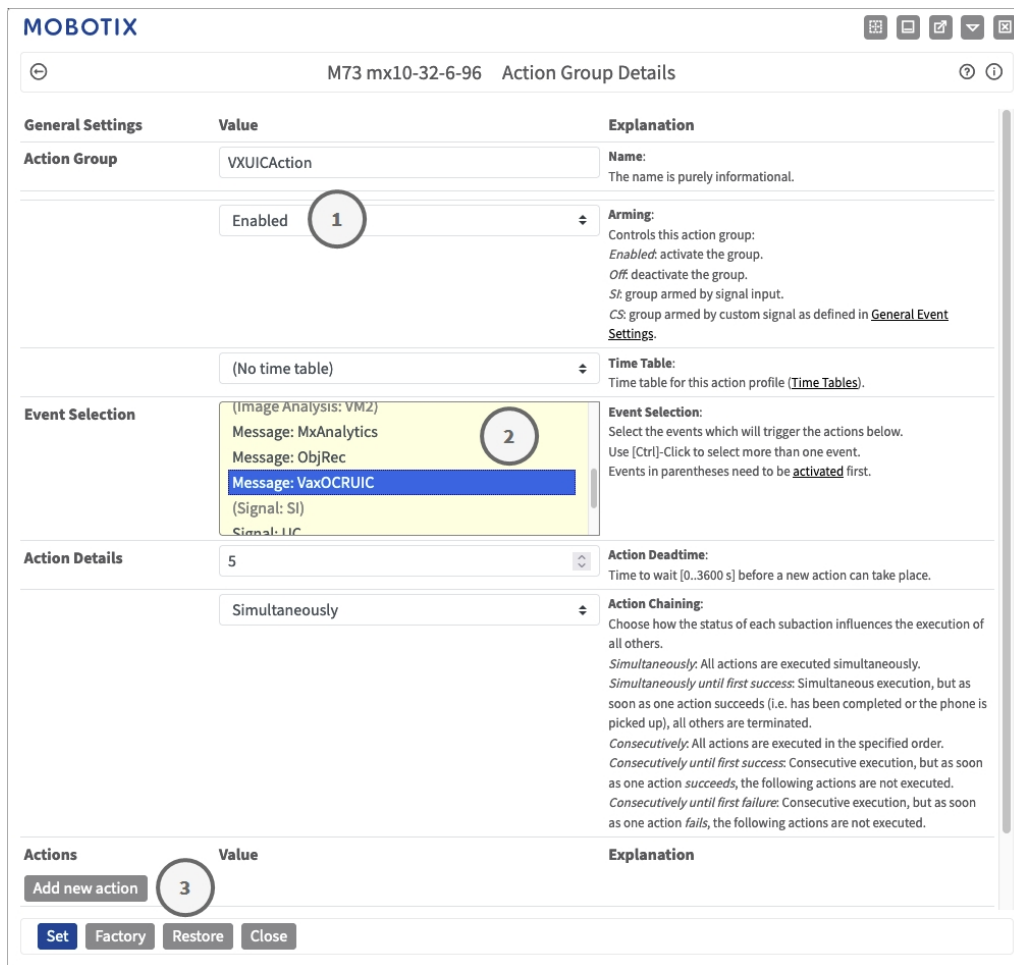 MOBOTIX
M73 mx10-32-6-96 Action Group Details
General Settings Value Explanation
Action Group VXUICAction Name:
The name is purely informational.
Enabled 1 Arming:
Controls this action group:
Enabled: activate the group.
Off: deactivate the group.
SI: group armed by signal input.
CS: group armed by custom signal as defined in General Event
Settings.
(No time table) Time Table:
Time table for this action profile (Time Tables).
Event Selection
(Image Analysis: VM2)
Message: MxAnalytics
Message: ObjRec
Message: VaxOCRUIC
(Signal: SI)
Signal: UC
2
Event Selection:
Select the events which will trigger the actions below.
Use [Ctrl]-Click to select more than one event.
Events in parentheses need to be activated first.
Action Details 5 Action Deadtime:
Time to wait [0..3600 s] before a new action can take place.
Simultaneously Action Chaining:
Choose how the status of each subaction influences the execution of
all others.
Simultaneously: All actions are executed simultaneously.
Simultaneously until first success: Simultaneous execution, but as
soon as one action succeeds (i.e. has been completed or the phone is
picked up), all others are terminated.
Consecutively: All actions are executed in the specified order.
Consecutively until first success: Consecutive execution, but as soon
as one action succeeds, the following actions are not executed.
Consecutively until first failure: Consecutive execution, but as soon
as one action fails, the following actions are not executed.
Actions Value Explanation
Add new action 3
Set Factory Restore Close